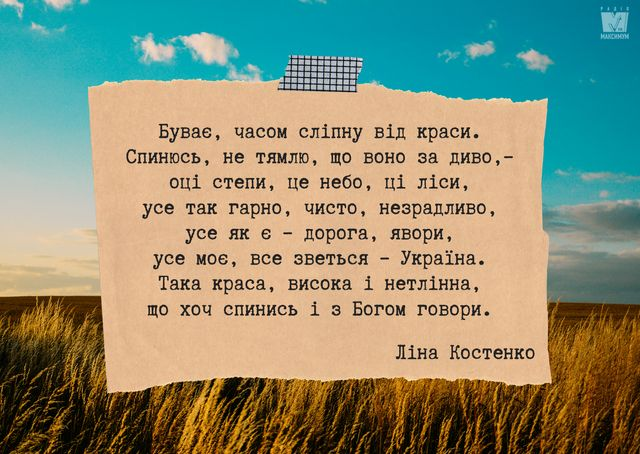 РАДІО
МАКСИМУМ
Буває, часом сліпну від краси.
Спинюсь, не тямлю, що воно за диво,–
оці степи, це небо, ці ліси,
усе так гарно, чисто, незрадливо,
усе як є – дорога, явори,
усе моє, все зветься – Україна.
Така краса, висока і нетлінна,
що хоч спинись і з Богом говори.
Ліна Костенко